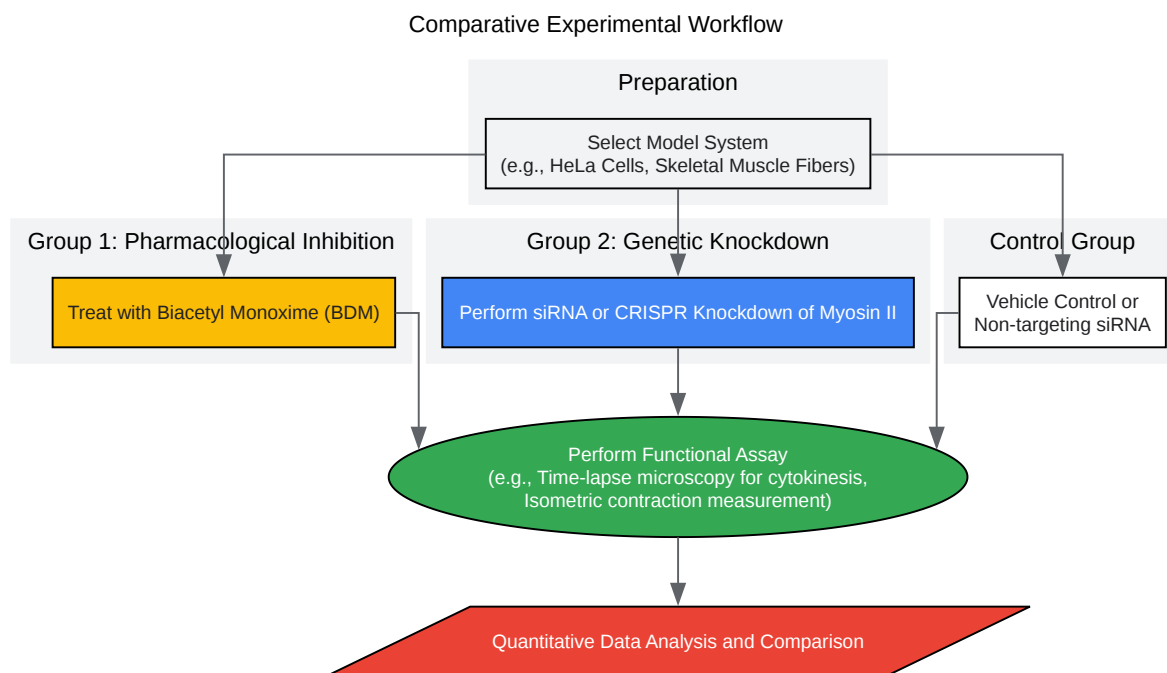 Comparative Experimental Workflow
Preparation
Select Model System
(e.g., HeLa Cells, Skeletal Muscle Fibers)
Group 1: Pharmacological Inhibition
Group 2: Genetic Knockdown
Control Group
Treat with Biacetyl Monoxime (BDM)
Perform siRNA or CRISPR Knockdown of Myosin II
Vehicle Control or
Non-targeting siRNA
Perform Functional Assay
(e.g., Time-lapse microscopy for cytokinesis,
Isometric contraction measurement)
Quantitative Data Analysis and Comparison